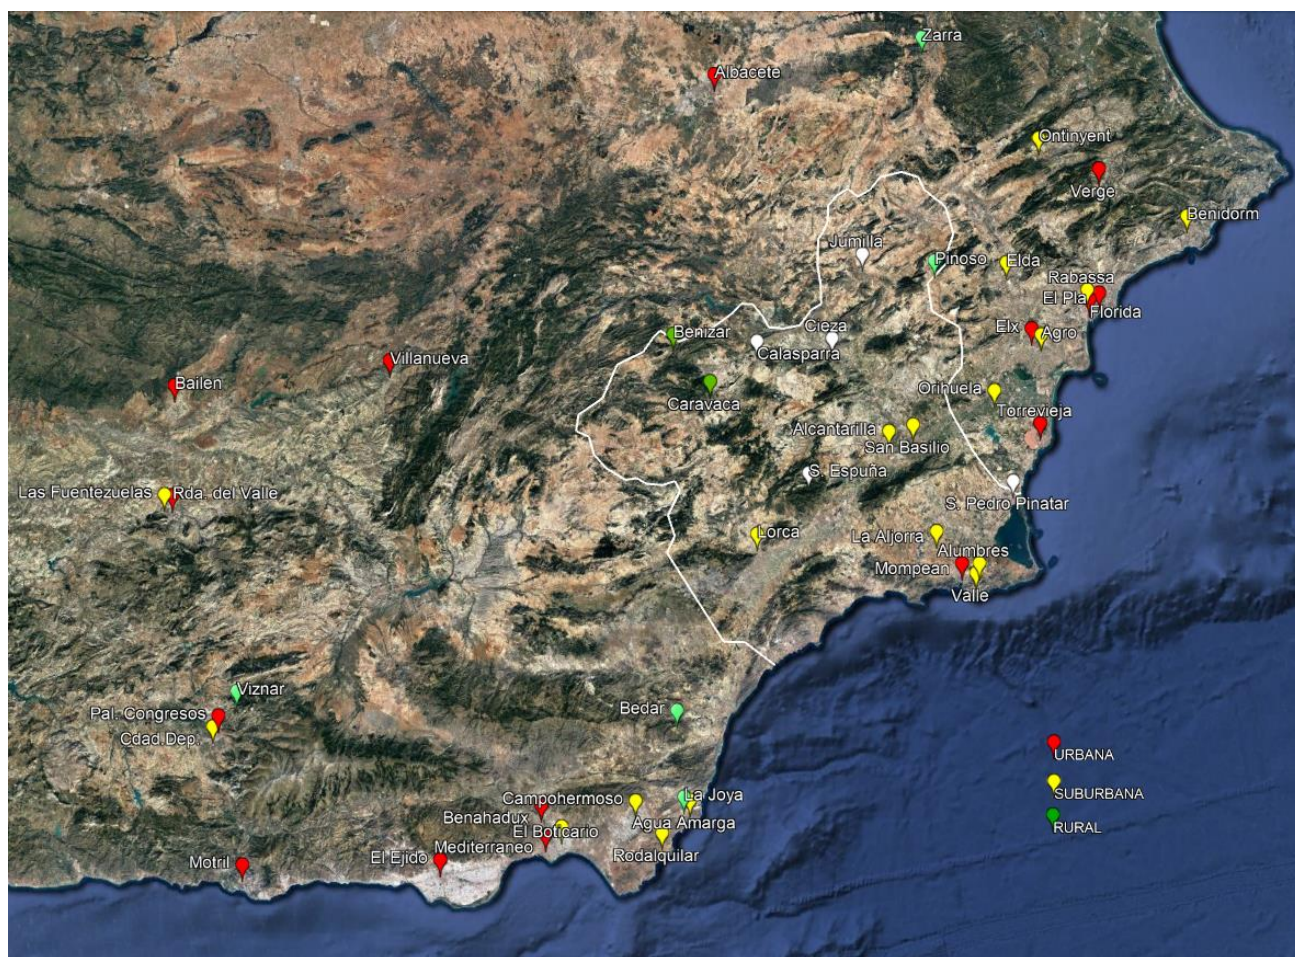 Zarra
Albacete
Ontinyent
Verge
Benidorm
Jumilla
Pinoso
Elda
Rabassa
El Pla
Florida
Benizar
Cieza
Elx
Agro
Calasparra
Villanueva
Bailen
Caravaca
Orihuela
Torrevieja
Alcantarilla
San Basilio
S. Espuña
Las Fuentezuelas
Rda. del Valle
S. Pedro Pinatar
Lorca
La Aljorra
Alumbres
Mompean
Valle
Viznar
Pal. Congresos
Cdad.Dep.
Bedar
URBANA
SUBURBANA
RURAL
Campohermoso
La Joya
Benahadux
Agua Amarga
El Boticario
Mediterraneo
Rodalquilar
El Ejido
Motril